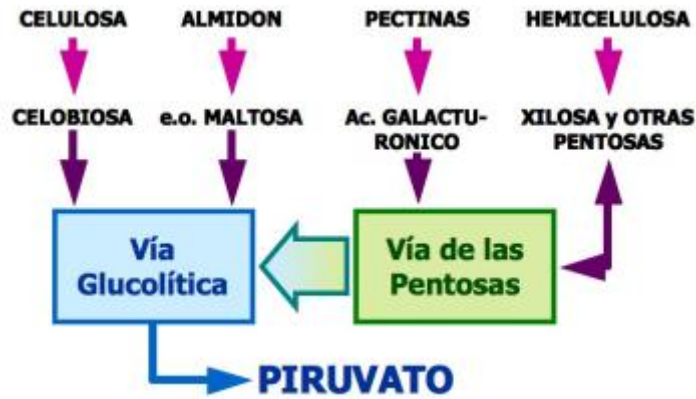 CELULOSA ALMIDON PECTINAS HEMICELULOSA
CELOBIOSA e.o. MALTOSA Ac. GALACTU-
RONICO XILOSA y OTRAS
PENTOSAS
Vía
Glucolítica
Vía de las
Pentosas
PIRUVATO